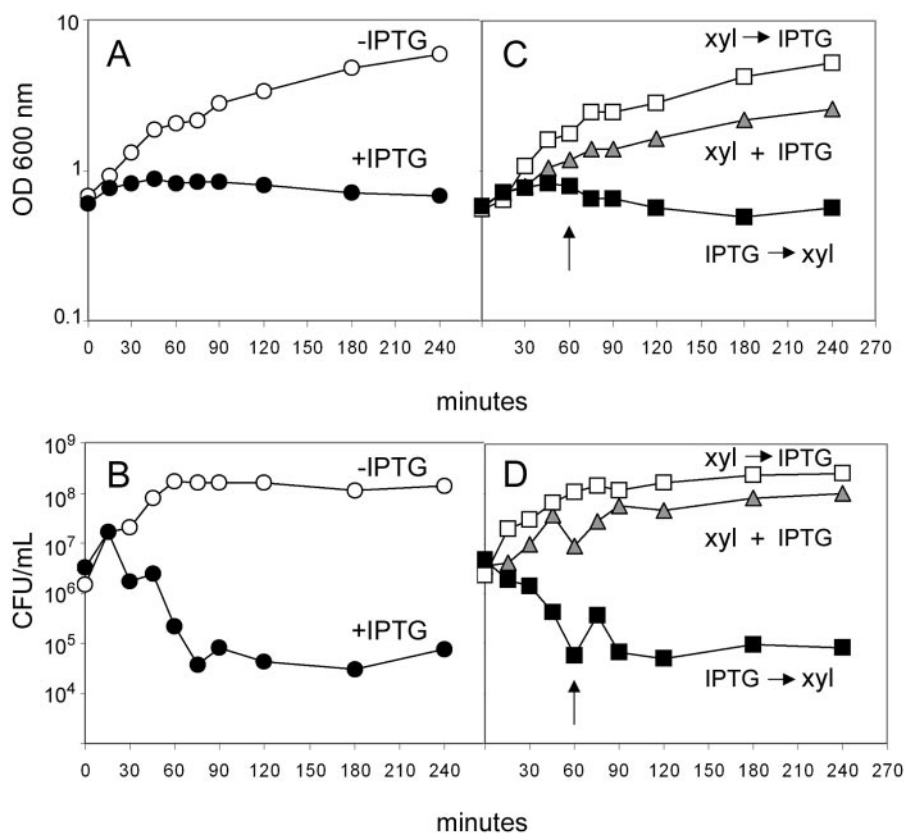 A
-IPTG
+IPTG
OD 600 nm
10
1
0.1
0 30 60 90 120 150 180 210 240
C
xyl → IPTG
xyl + IPTG
IPTG → xyl
30 60 90 120 150 180 210 240 270
minutes
B
-IPTG
+IPTG
CFU/mL
10⁹
10⁸
10⁷
10⁶
10⁵
10⁴
0 30 60 90 120 150 180 210 240
D
xyl → IPTG
xyl + IPTG
IPTG → xyl
30 60 90 120 150 180 210 240 270
minutes